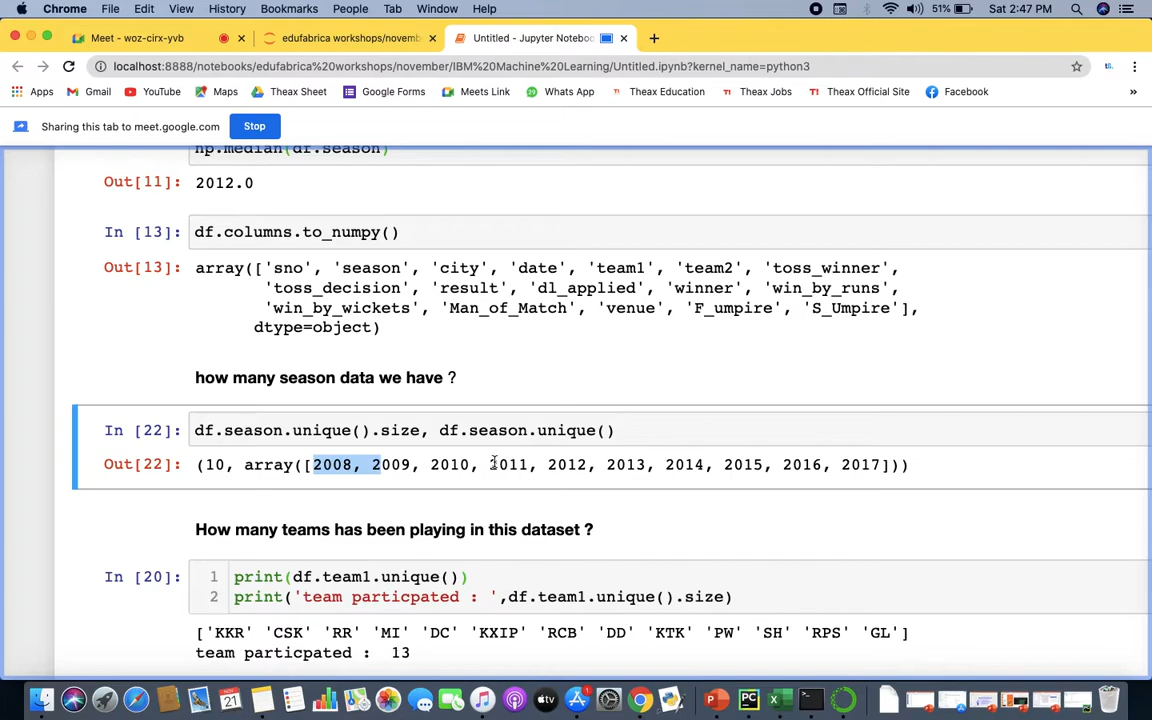 Chrome File Edit View History Bookmarks People Tab Window Help 51% Sat 2:47 PM
Meet - woz-cirx-yvb edufabrica workshops/novemb Untitled - Jupyter Noteboo
localhost:8888/notebooks/edufabrica%20workshops/november/IBM%20Machine%20Learning/Untitled.ipynb?kernel_name=python3
Apps Gmail YouTube Maps Theax Sheet Google Forms Meets Link Whats App Theax Education Theax Jobs Theax Official Site Facebook »
Sharing this tab to meet.google.com Stop
np.median(df.season)
Out[11]: 2012.0
In [13]: df.columns.to_numpy()
Out[13]: array(['sno', 'season', 'city', 'date', 'team1', 'team2', 'toss_winner',
'toss_decision', 'result', 'dl_applied', 'winner', 'win_by_runs',
'win_by_wickets', 'Man_of_Match', 'venue', 'F_umpire', 'S_Umpire'],
dtype=object)
how many season data we have ?
In [22]: df.season.unique().size, df.season.unique()
Out[22]: (10, array([2008, 2009, 2010, 2011, 2012, 2013, 2014, 2015, 2016, 2017]))
How many teams has been playing in this dataset ?
In [20]: 1 print(df.team1.unique())
2 print('team particpated : ',df.team1.unique().size)
['KKR' 'CSK' 'RR' 'MI' 'DC' 'KXIP' 'RCB' 'DD' 'KTK' 'PW' 'SH' 'RPS' 'GL']
team particpated : 13